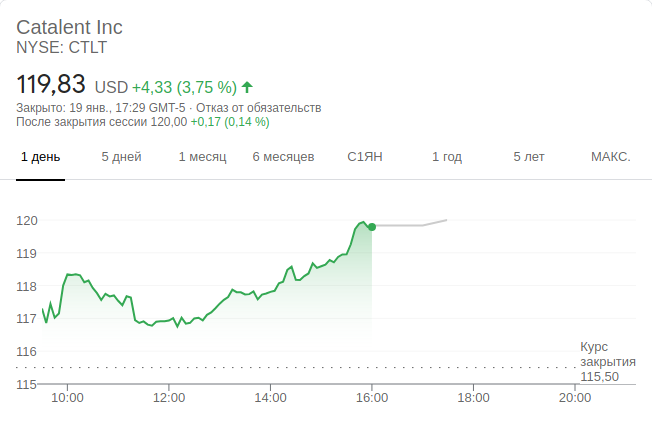 Catalent Inc
NYSE: CTLT
119,83 USD +4,33 (3,75 %)
Закрыто: 19 янв., 17:29 GMT-5 · Отказ от обязательств
После закрытия сессии 120,00 +0,17 (0,14 %)
1 день 5 дней 1 месяц 6 месяцев С1ЯН 1 год 5 лет МАКС.
120
119
118
117
116
Курс
закрытия
115,50
115
10:00 12:00 14:00 16:00 18:00 20:00